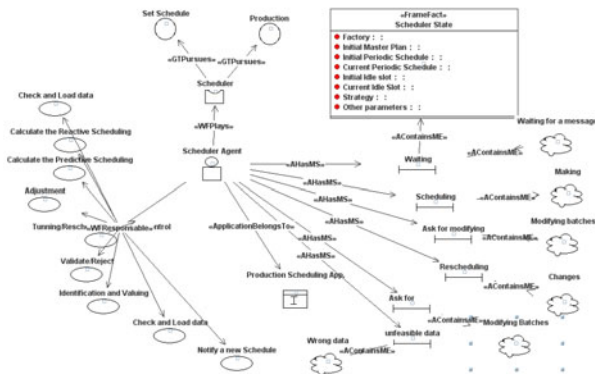 Set Schedule
Production
«GTPursues»
«GTPursues»
Scheduler
«WFPlays»
Scheduler Agent
«FrameFact»
Scheduler State
Factory : :
Initial Master Plan : :
Initial Periodic Schedule : :
Current Periodic Schedule : :
Initial Idle slot : :
Current Idle Slot : :
Strategy : :
Other parameters : :
Check and Load data
Calculate the Reactive Scheduling
Calculate the Predictive Scheduling
Adjustment
Tunning/Resch
«WFResponsable»
ntrol
Validate/Reject
Identification and Valuing
Check and Load data
Notify a new Schedule
«ApplicationBelongsTo»
Production Scheduling App.
«AHasMS»
«AHasMS»
«AHasMS»
«AHasMS»
«AHasMS»
«AHasMS»
«AContainsME»
Waiting
«AContainsME»
Waiting for a message
Scheduling
«AContainsME»
Making
Ask for modifying
«AContainsME»
Modifying batches
Rescheduling
«AContainsME»
Changes
Ask for
«AContainsME»
Modifying Batches
unfeasible data
«AContainsME»
Wrong data